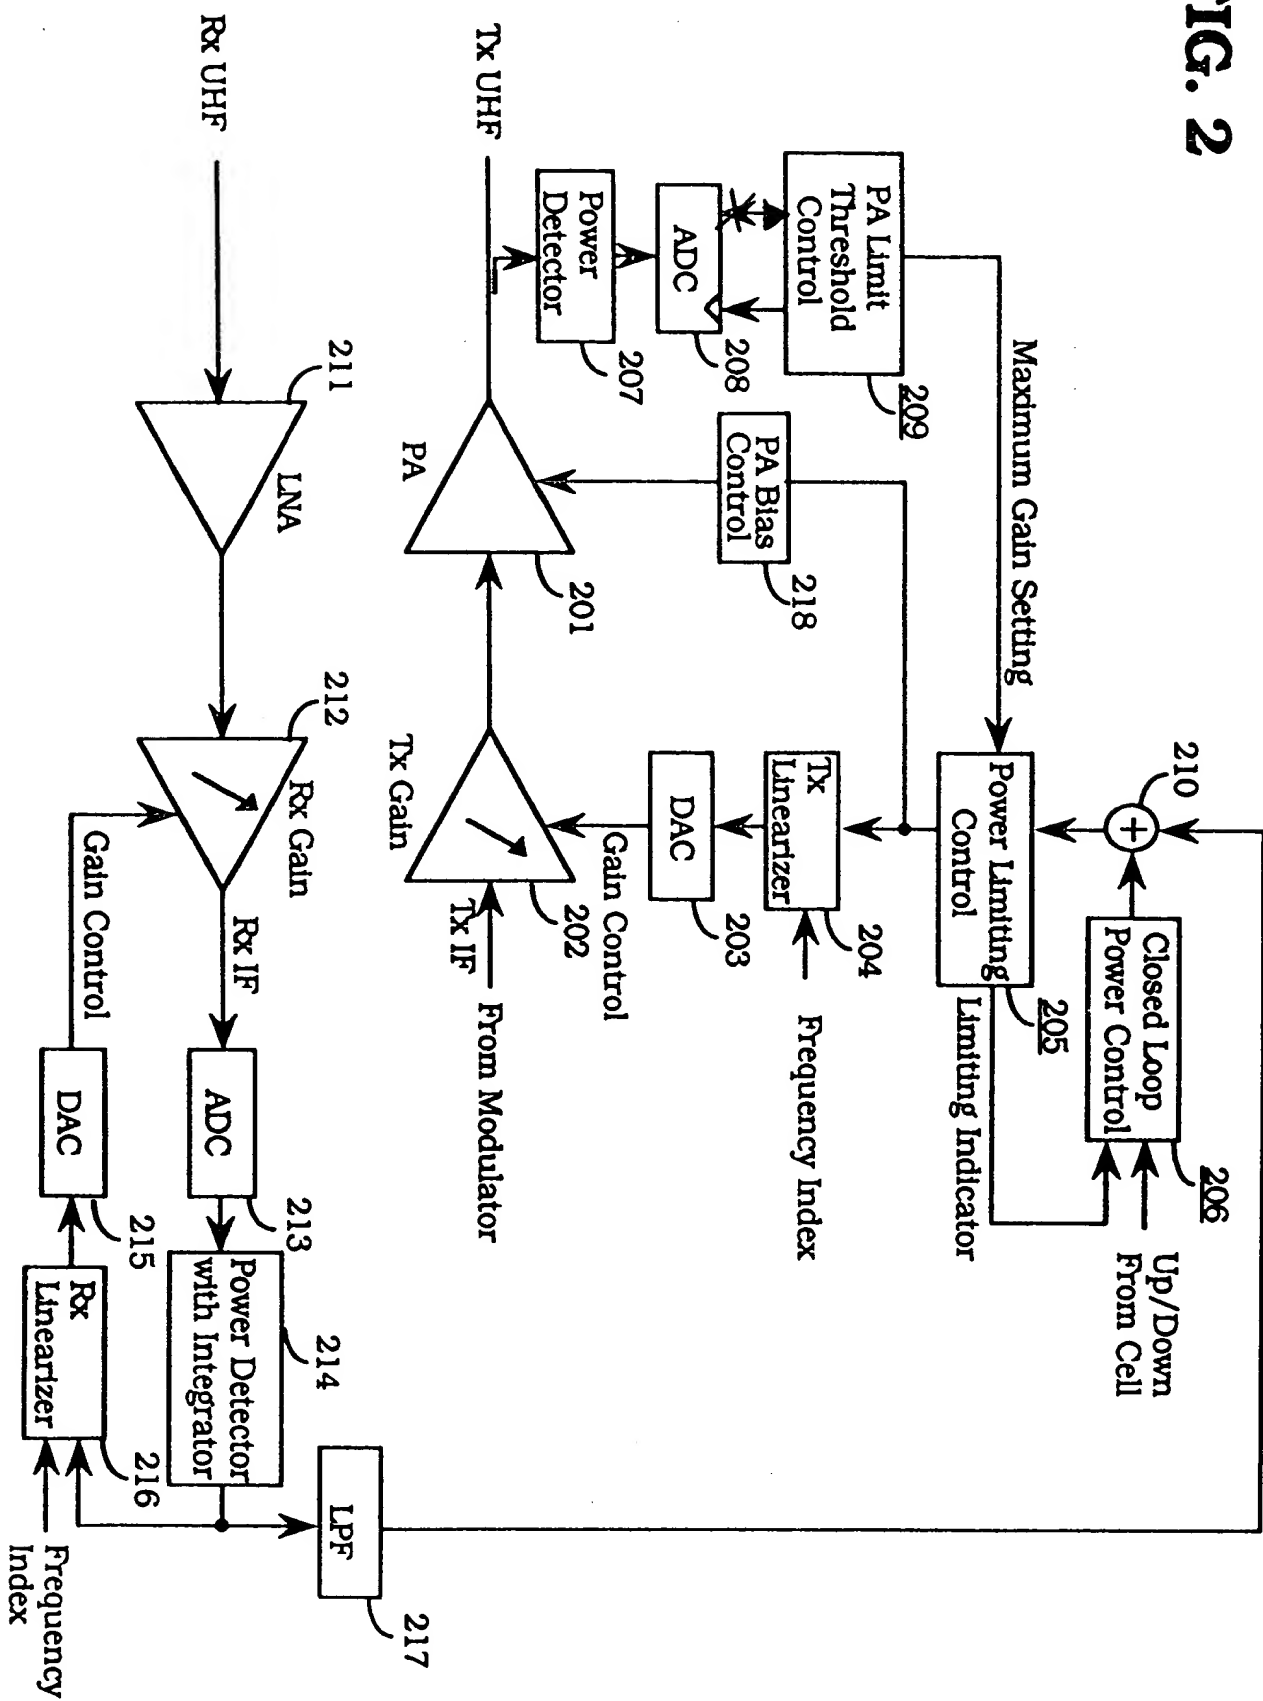 FIG. 2
Rx UHF
211
LNA
212
Rx Gain
Rx IF
ADC
213
Power Detector
with Integrator
214
LPF
217
Gain Control
DAC
215
Rx
Linearizer
216
Frequency
Index
Tx UHF
PA
201
Tx Gain
202
Tx IF
From Modulator
Power
Detector
207
ADC
208
PA Limit
Threshold
Control
209
PA Bias
Control
218
Maximum Gain Setting
Gain Control
DAC
203
Tx
Linearizer
204
Frequency Index
Power Limiting
Control
205
Limiting Indicator
210
+
Closed Loop
Power Control
206
Up/Down
From Cell